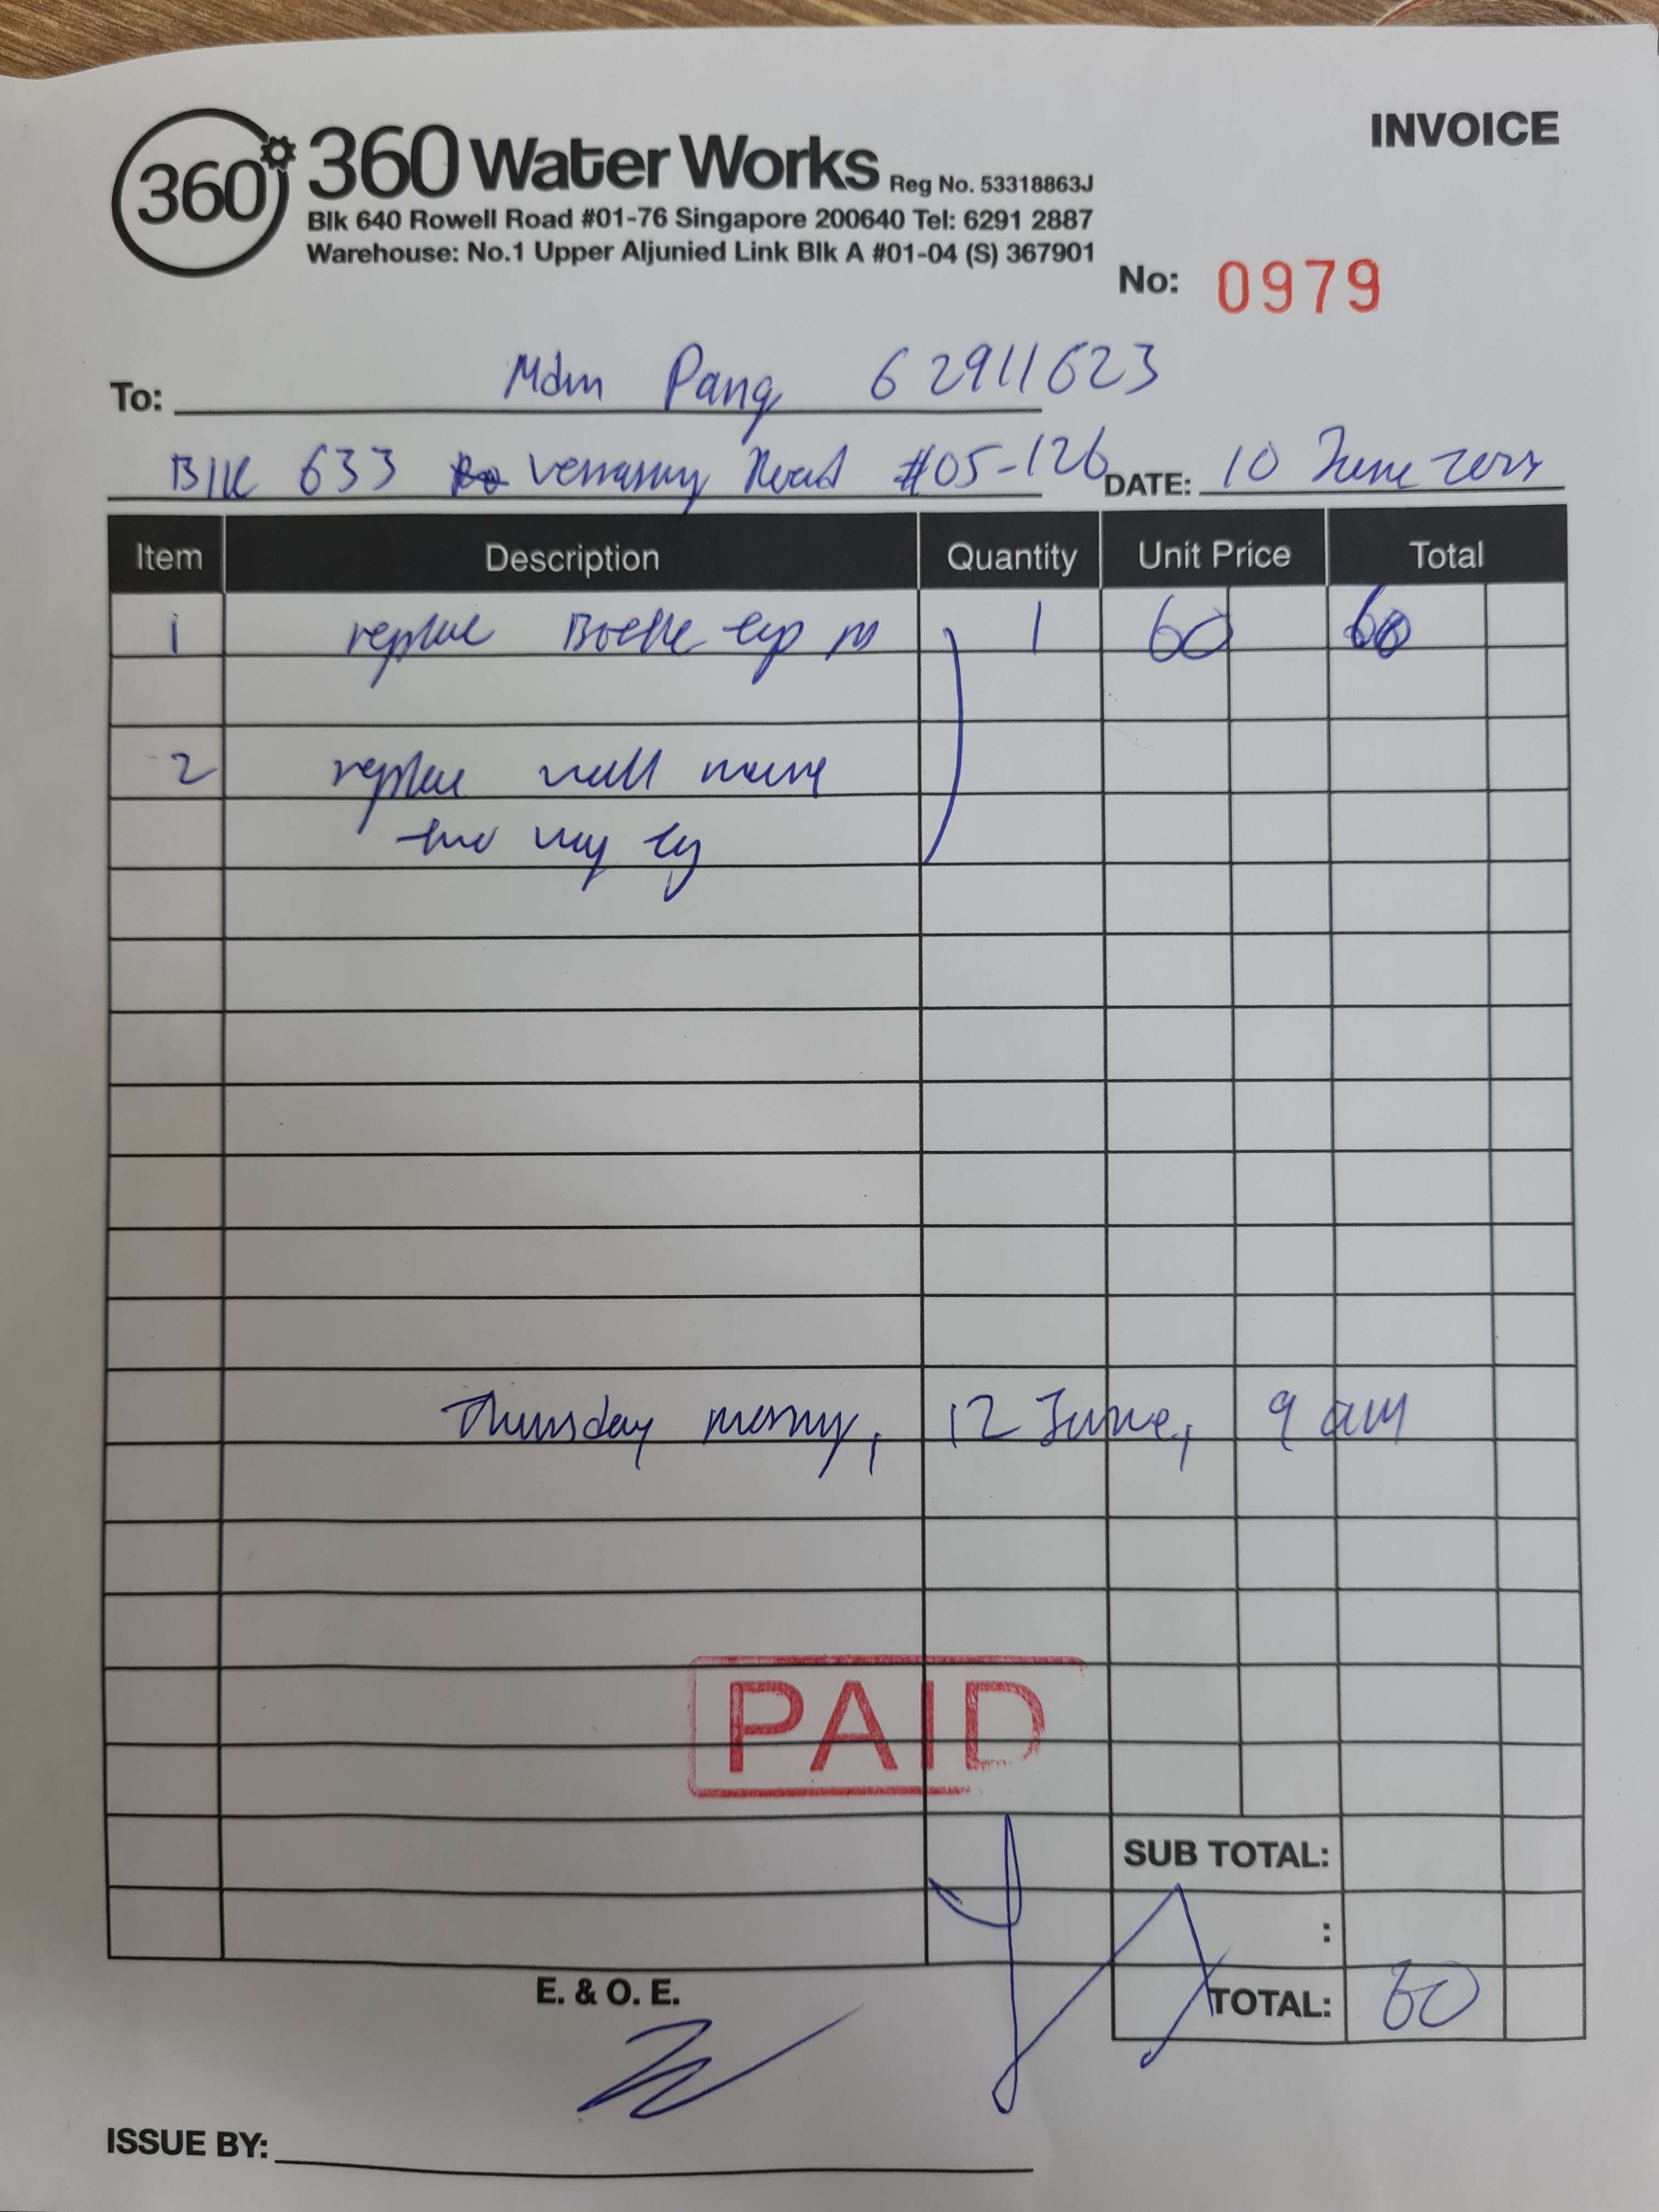 INVOICE
360
360 Water Works Reg No. 53318863J
Blk 640 Rowell Road #01-76 Singapore 200640 Tel: 6291 2887
Warehouse: No.1 Upper Aljunied Link Blk A #01-04 (S) 367901
No: 0979
To: Mdm Pang 62911623
Blk 633 Road #05-126 DATE: 10 June
Item Description Quantity Unit Price Total
1 replace 1 60 60
2 replace
Thursday morning, 12 June, 9 am
PAID
SUB TOTAL:
:
E. & O. E. TOTAL: 60
ISSUE BY: